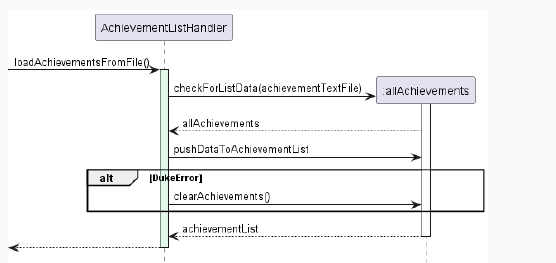 AchievementListHandler
loadAchievementsFromFile()
checkForListData(achievementTextFile)
:allAchievements
allAchievements
pushDataToAchievementList
alt [DukeError]
clearAchievements()
achievementList